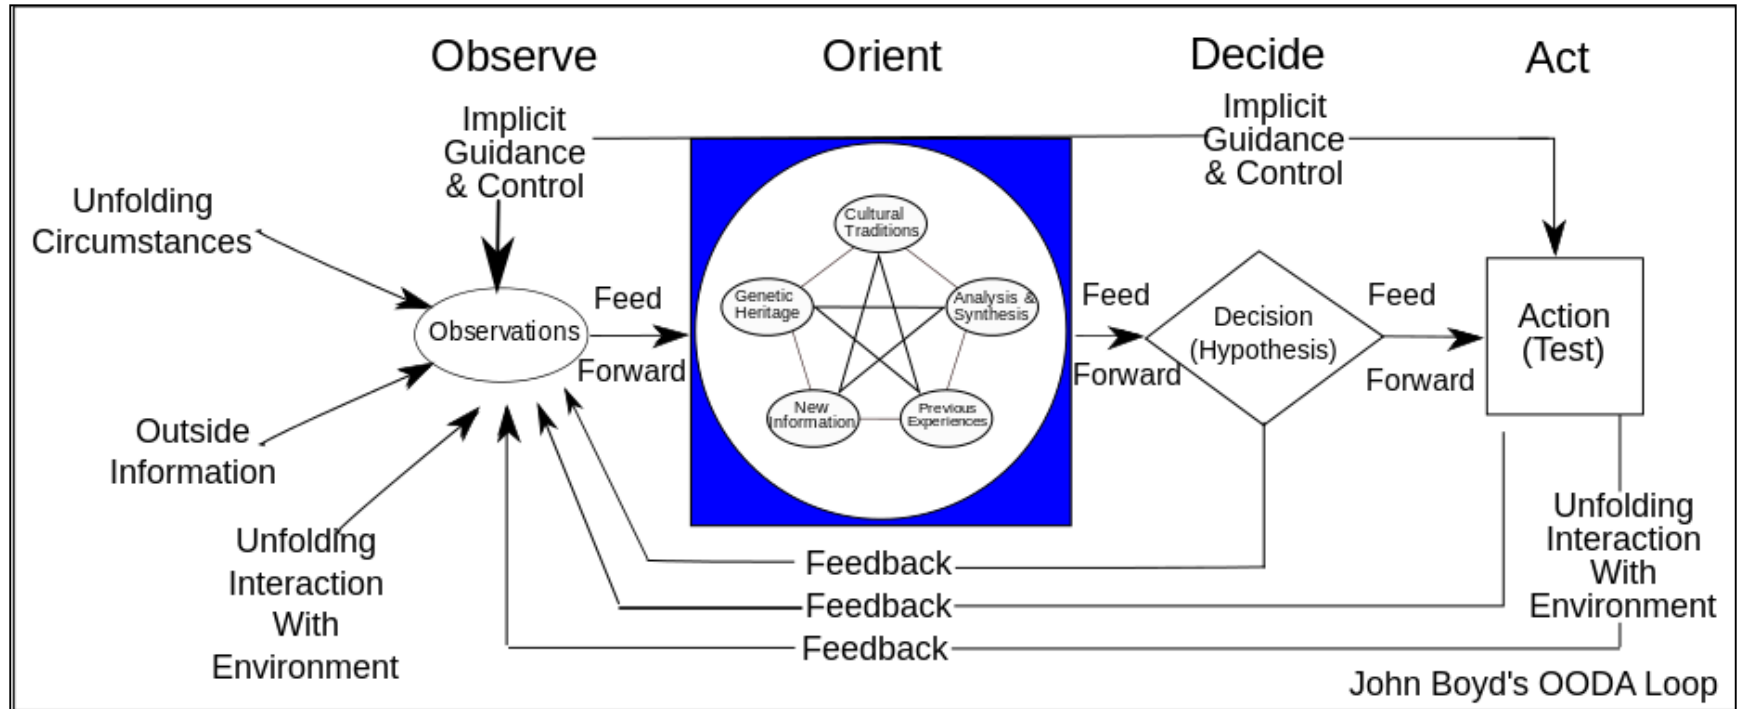 Observe
Orient
Decide
Act
Implicit
Guidance
& Control
Implicit
Guidance
& Control
Unfolding
Circumstances
Cultural
Traditions
Genetic
Heritage
Analysis &
Synthesis
New
Information
Previous
Experiences
Observations
Feed
Forward
Feed
Forward
Decision
(Hypothesis)
Feed
Forward
Action
(Test)
Outside
Information
Unfolding
Interaction
With
Environment
Feedback
Feedback
Feedback
Unfolding
Interaction
With
Environment
John Boyd's OODA Loop